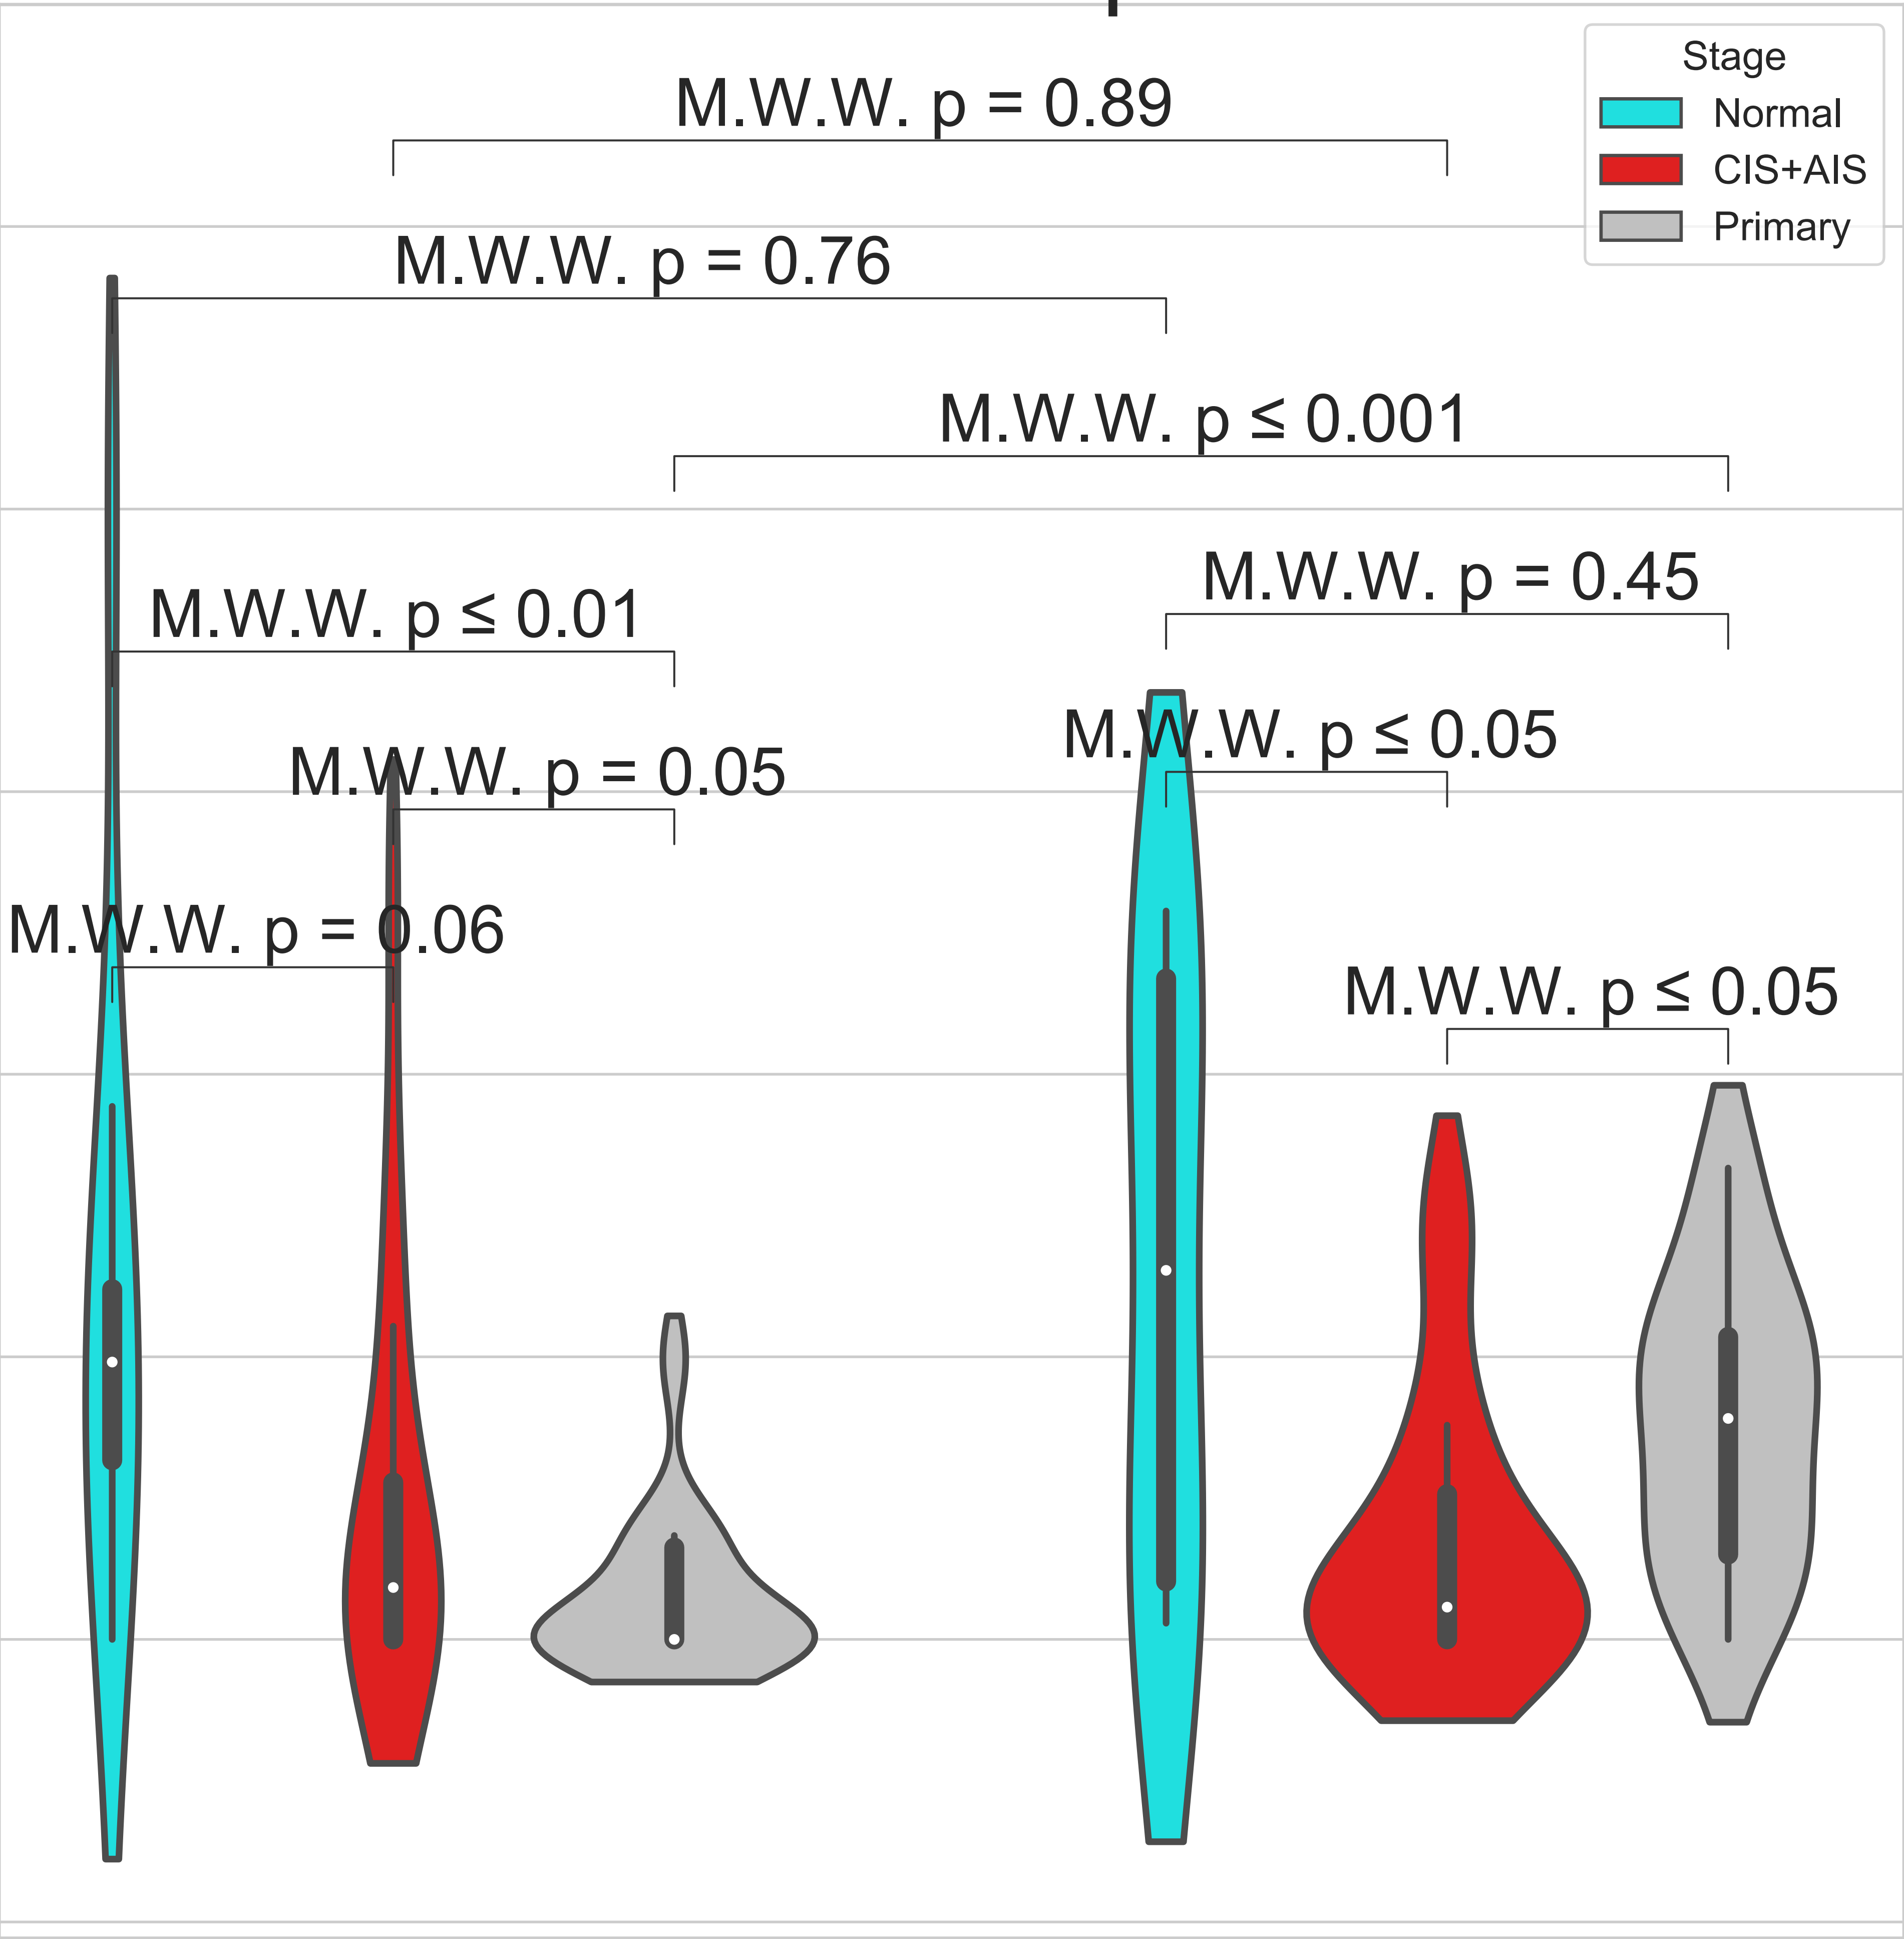 Stage
Normal
CIS+AIS
Primary
M.W.W. p = 0.89
M.W.W. p = 0.76
M.W.W. p ≤ 0.001
M.W.W. p = 0.45
M.W.W. p ≤ 0.01
M.W.W. p ≤ 0.05
M.W.W. p = 0.05
M.W.W. p = 0.06
M.W.W. p ≤ 0.05